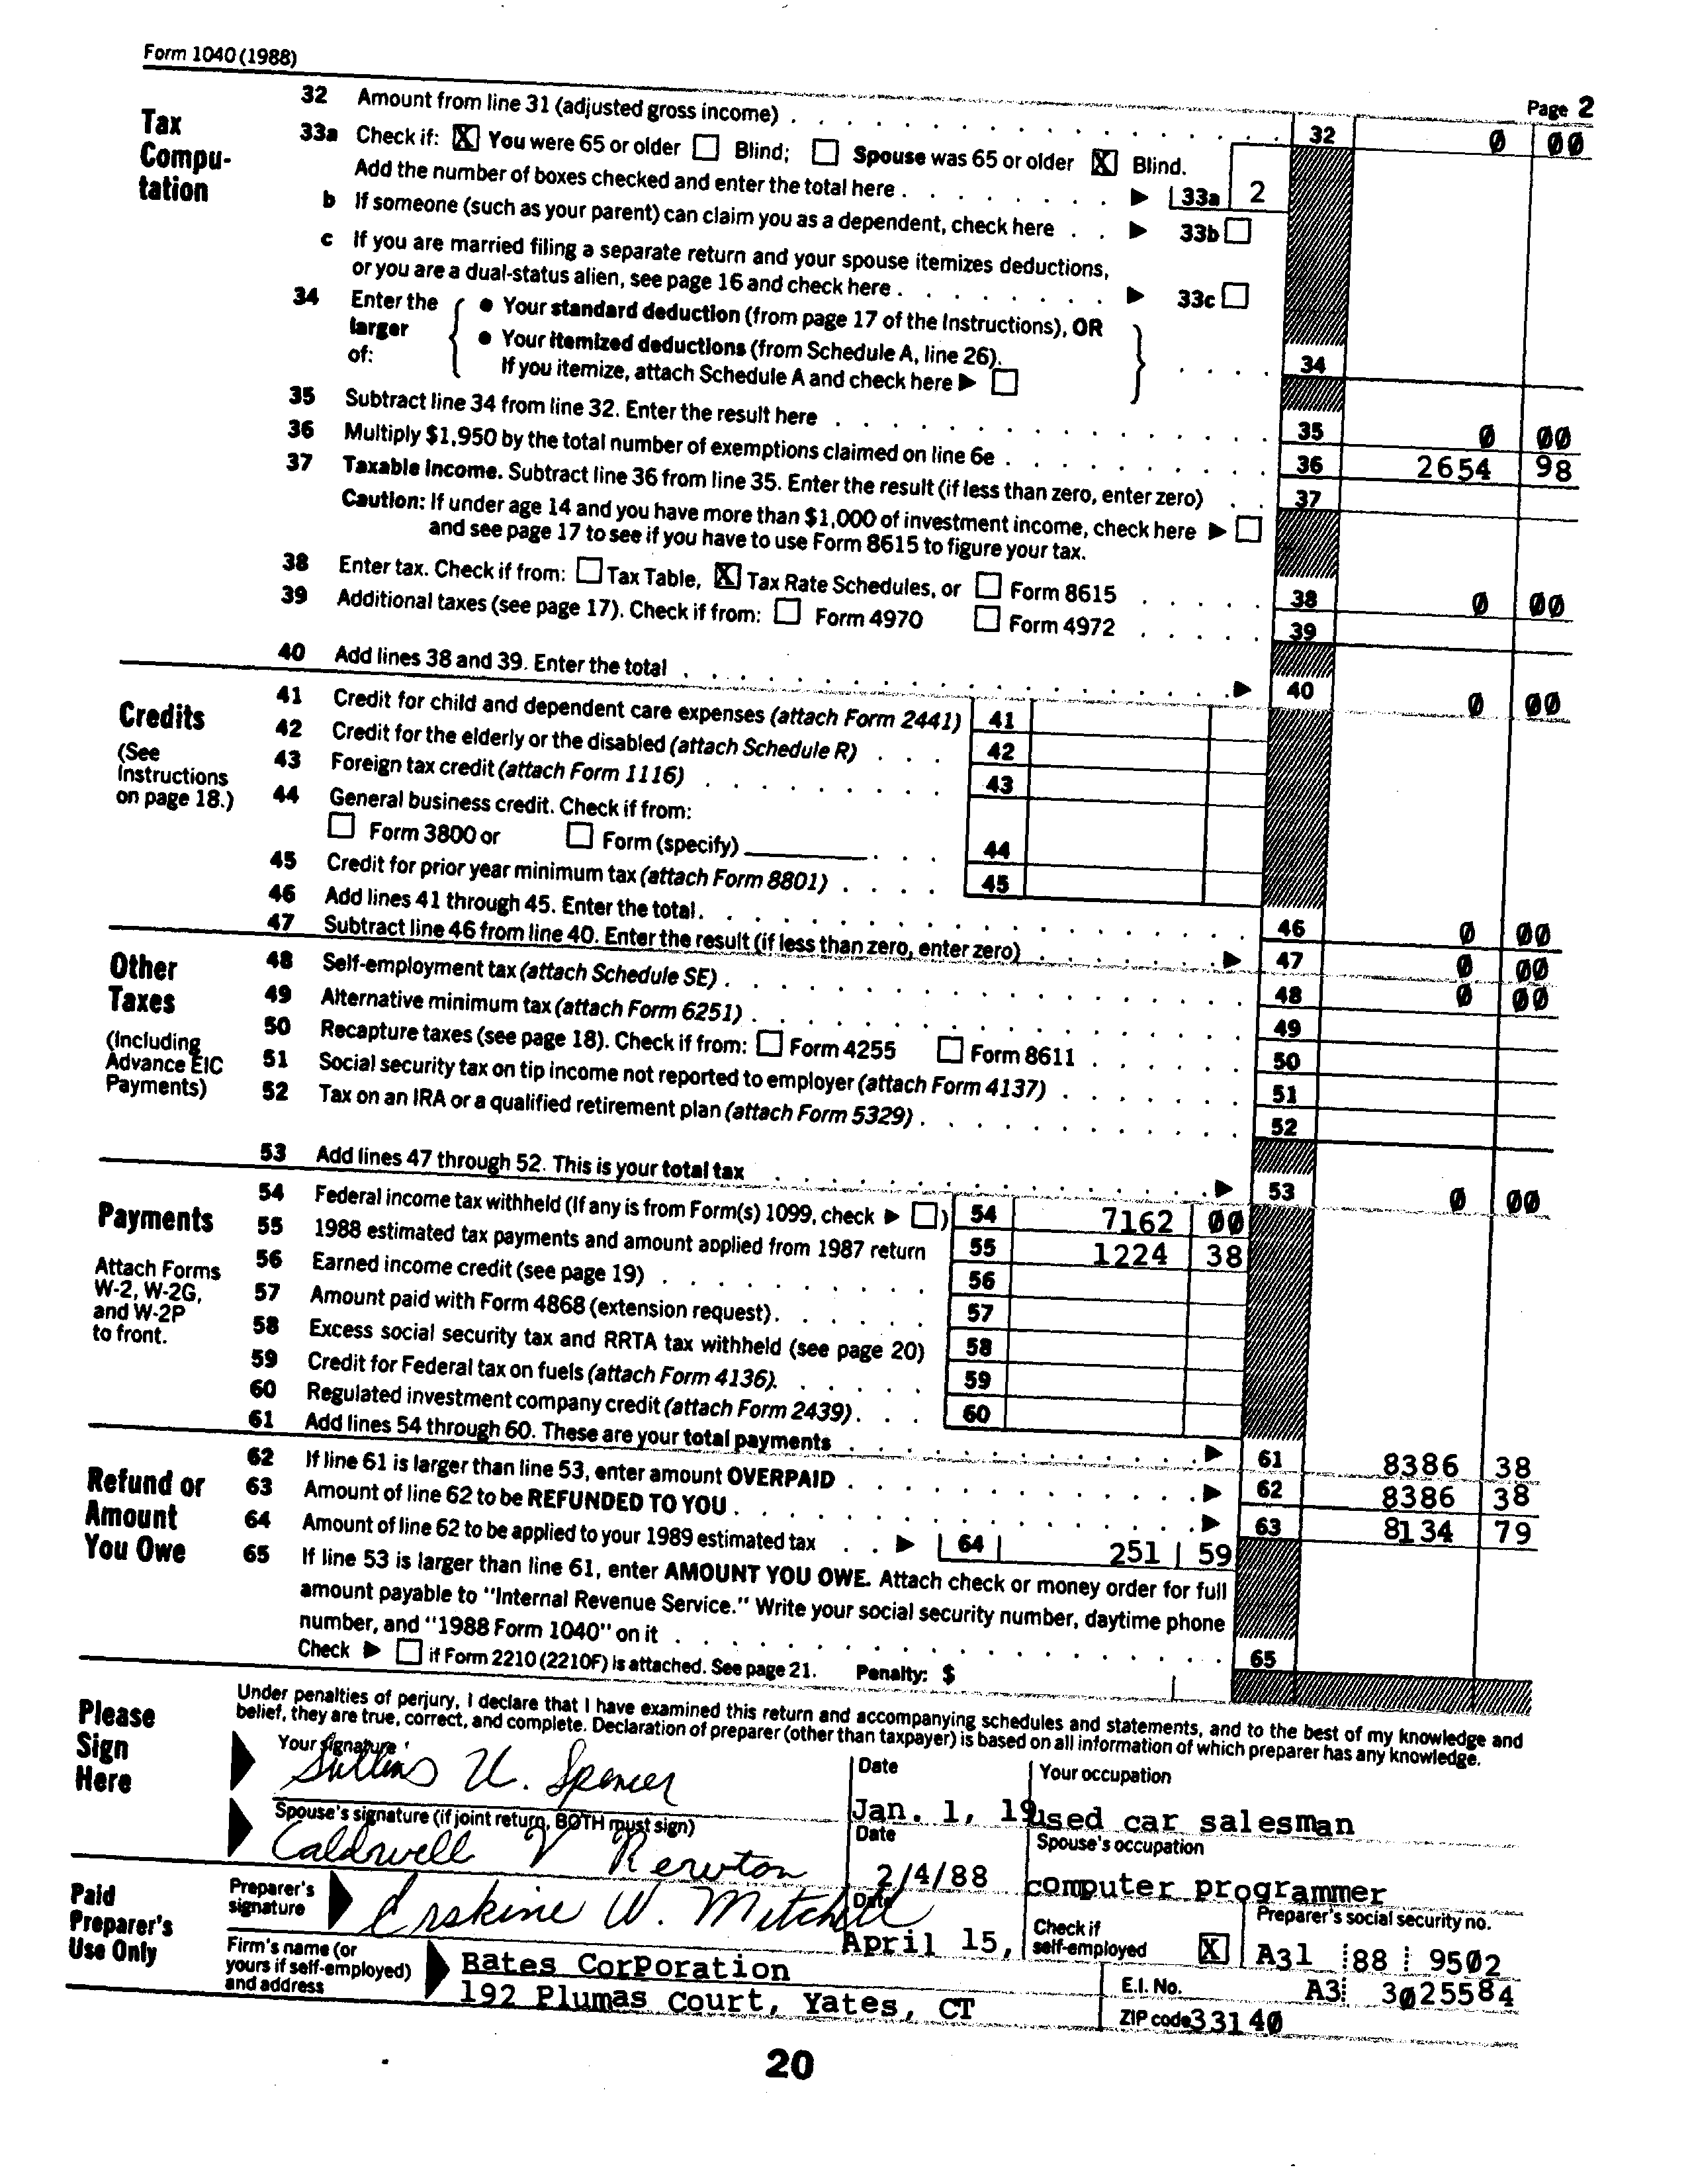 Form 1040 (1988)
Page 2
Tax Compu-tation
32 Amount from line 31 (adjusted gross income) 32 0 00
33a Check if: X You were 65 or older Blind; Spouse was 65 or older X Blind.
Add the number of boxes checked and enter the total here 33a 2
b If someone (such as your parent) can claim you as a dependent, check here 33b
c If you are married filing a separate return and your spouse itemizes deductions,
or you are a dual-status alien, see page 16 and check here 33c
34 Enter the larger of:
• Your standard deduction (from page 17 of the Instructions), OR
• Your itemized deductions (from Schedule A, line 26).
If you itemize, attach Schedule A and check here 34
35 Subtract line 34 from line 32. Enter the result here 35 0 00
36 Multiply $1,950 by the total number of exemptions claimed on line 6e 36 2654 98
37 Taxable income. Subtract line 36 from line 35. Enter the result (if less than zero, enter zero) 37
Caution: If under age 14 and you have more than $1,000 of investment income, check here
and see page 17 to see if you have to use Form 8615 to figure your tax.
38 Enter tax. Check if from: Tax Table, X Tax Rate Schedules, or Form 8615 38 0 00
39 Additional taxes (see page 17). Check if from: Form 4970 Form 4972 39
40 Add lines 38 and 39. Enter the total 40 0 00
Credits
(See Instructions on page 18.)
41 Credit for child and dependent care expenses (attach Form 2441) 41
42 Credit for the elderly or the disabled (attach Schedule R) 42
43 Foreign tax credit (attach Form 1116) 43
44 General business credit. Check if from:
Form 3800 or Form (specify) 44
45 Credit for prior year minimum tax (attach Form 8801) 45
46 Add lines 41 through 45. Enter the total. 46 0 00
47 Subtract line 46 from line 40. Enter the result (if less than zero, enter zero) 47 0 00
Other Taxes
(Including Advance EIC Payments)
48 Self-employment tax (attach Schedule SE) 48 0 00
49 Alternative minimum tax (attach Form 6251) 49
50 Recapture taxes (see page 18). Check if from: Form 4255 Form 8611 50
51 Social security tax on tip income not reported to employer (attach Form 4137) 51
52 Tax on an IRA or a qualified retirement plan (attach Form 5329) 52
53 Add lines 47 through 52. This is your total tax 53 0 00
Payments
Attach Forms W-2, W-2G, and W-2P to front.
54 Federal income tax withheld (If any is from Form(s) 1099, check ) 54 7162 00
55 1988 estimated tax payments and amount applied from 1987 return 55 1224 38
56 Earned income credit (see page 19) 56
57 Amount paid with Form 4868 (extension request) 57
58 Excess social security tax and RRTA tax withheld (see page 20) 58
59 Credit for Federal tax on fuels (attach Form 4136) 59
60 Regulated investment company credit (attach Form 2439) 60
61 Add lines 54 through 60. These are your total payments 61 8386 38
Refund or Amount You Owe
62 If line 61 is larger than line 53, enter amount OVERPAID 62 8386 38
63 Amount of line 62 to be REFUNDED TO YOU 63 8134 79
64 Amount of line 62 to be applied to your 1989 estimated tax 64 251 59
65 If line 53 is larger than line 61, enter AMOUNT YOU OWE. Attach check or money order for full
amount payable to "Internal Revenue Service." Write your social security number, daytime phone
number, and "1988 Form 1040" on it 65
Check if Form 2210 (2210F) is attached. See page 21. Penalty: $
Please Sign Here
Under penalties of perjury, I declare that I have examined this return and accompanying schedules and statements, and to the best of my knowledge and
belief, they are true, correct, and complete. Declaration of preparer (other than taxpayer) is based on all information of which preparer has any knowledge.
Your signature U. Spencer
Date Jan. 1, 19
Your occupation used car salesman
Spouse's signature (if joint return, BOTH must sign) Caldwell V
Date 2/4/88
Spouse's occupation computer programmer
Paid Preparer's Use Only
Preparer's signature Erskine W. Mitchell
Date April 15,
Check if self-employed X
Preparer's social security no. A31 88 9502
Firm's name (or yours if self-employed) and address
Bates Corporation
192 Plumas Court, Yates, CT
E.I. No. A3 3025584
ZIP code 33140
20